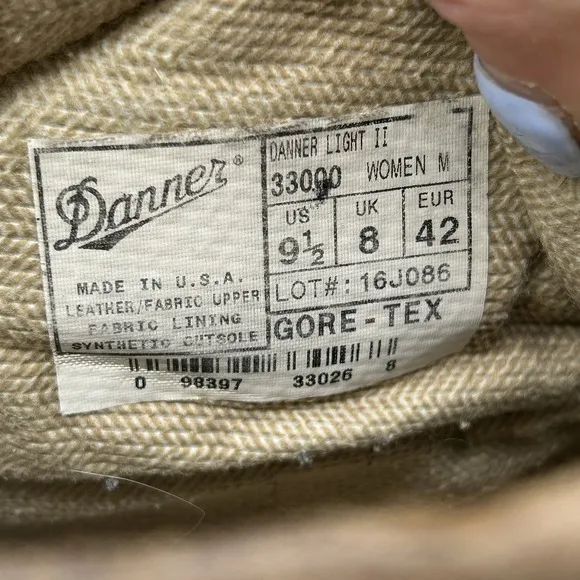 Danner®
MADE IN U.S.A.
LEATHER/FABRIC UPPER
FABRIC LINING
SYNTHETIC OUTSOLE
DANNER LIGHT II
33000 WOMEN M
US UK EUR
9½ 8 42
LOT#: 16J086
GORE-TEX
0 98397 33026 8